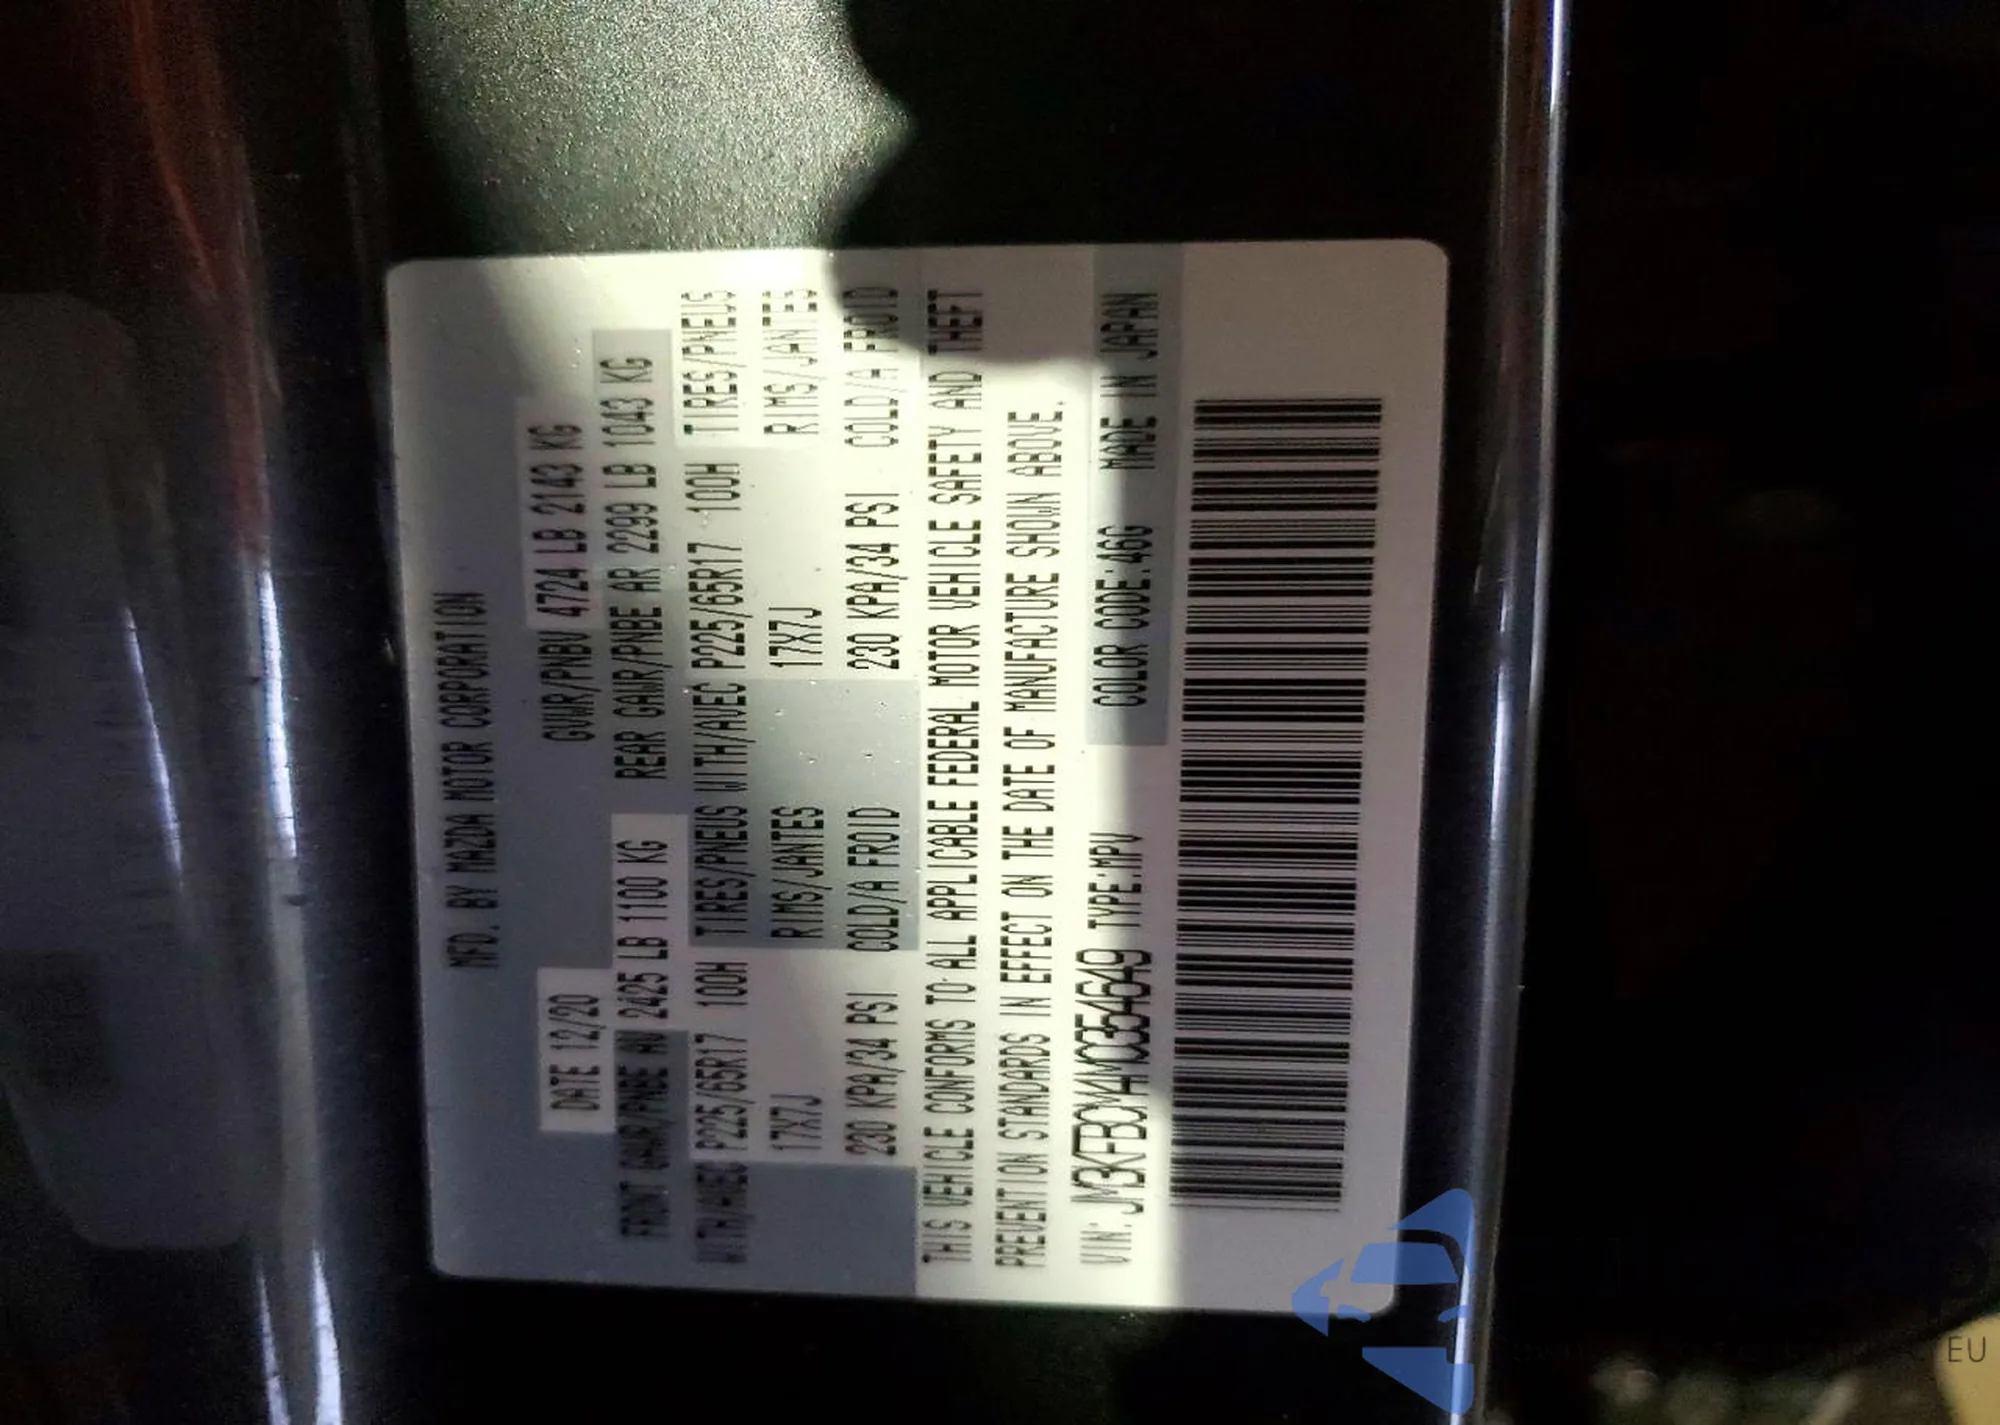 MFD. BY MAZDA MOTOR CORPORATION
DATE 12/20 GVWR/PNBV 4724 LB 2143 KG
FRONT GAWR/PNBE AV 2425 LB 1100 KG REAR GAWR/PNBE AR 2299 LB 1043 KG
WITH/AVEC P225/65R17 100H TIRES/PNEUS WITH/AVEC P225/65R17 100H TIRES/PNEUS
17X7J RIMS/JANTES 17X7J RIMS/JANTES
230 KPA/34 PSI COLD/A FROID 230 KPA/34 PSI COLD/A FROID
THIS VEHICLE CONFORMS TO ALL APPLICABLE FEDERAL MOTOR VEHICLE SAFETY AND THEFT
PREVENTION STANDARDS IN EFFECT ON THE DATE OF MANUFACTURE SHOWN ABOVE.
VIN: JM3KFBCM4M0354649 TYPE:MPV COLOR CODE:46G MADE IN JAPAN
EU